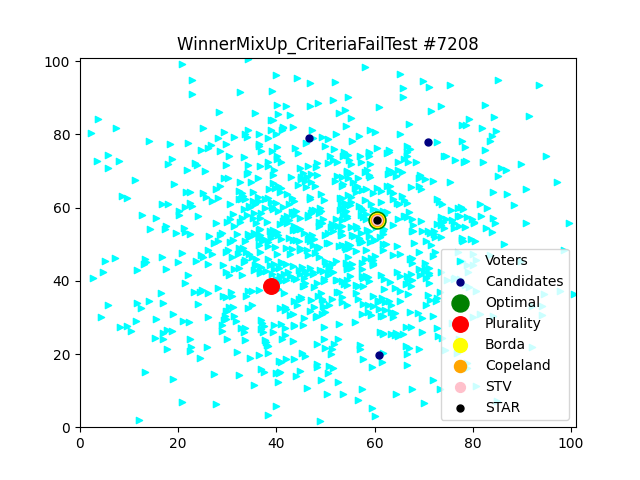 WinnerMixUp_CriteriaFailTest #7208
100
80
60
40
20
0
0 20 40 60 80 100
Voters
Candidates
Optimal
Plurality
Borda
Copeland
STV
STAR